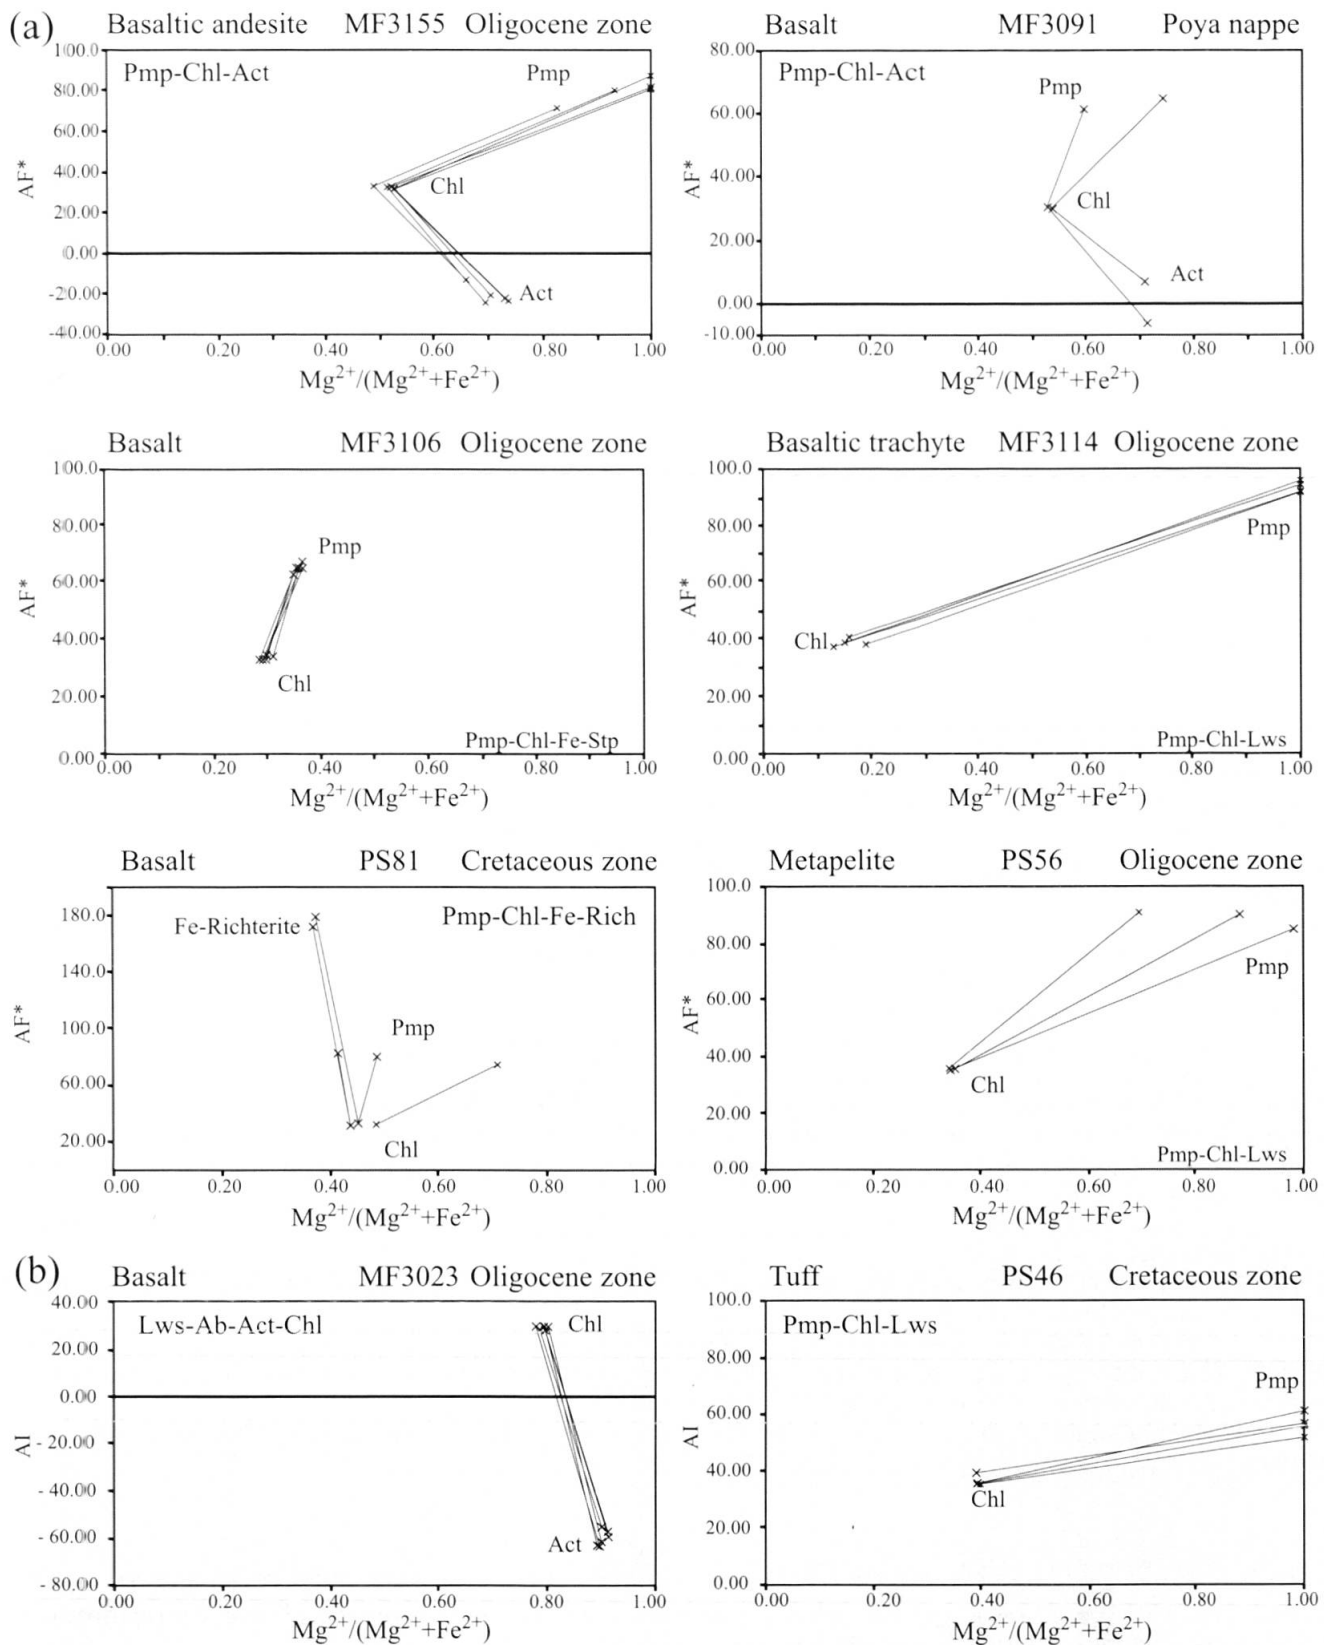 (a)
Basaltic andesite MF3155 Oligocene zone
100.0
80.00
60.00
40.00
20.00
0.00
-20.00
-40.00
AF*
Pmp-Chl-Act
Pmp
Chl
Act
0.00 0.20 0.40 0.60 0.80 1.00
Mg2+/(Mg2++Fe2+)
Basalt MF3091 Poya nappe
80.00
60.00
40.00
20.00
0.00
-10.00
AF*
Pmp-Chl-Act
Pmp
Chl
Act
0.00 0.20 0.40 0.60 0.80 1.00
Mg2+/(Mg2++Fe2+)
Basalt MF3106 Oligocene zone
100.0
80.00
60.00
40.00
20.00
0.00
AF*
Pmp
Chl
Pmp-Chl-Fe-Stp
0.00 0.20 0.40 0.60 0.80 1.00
Mg2+/(Mg2++Fe2+)
Basaltic trachyte MF3114 Oligocene zone
100.0
80.00
60.00
40.00
20.00
0.00
AF*
Pmp
Chl
Pmp-Chl-Lws
0.00 0.20 0.40 0.60 0.80 1.00
Mg2+/(Mg2++Fe2+)
Basalt PS81 Cretaceous zone
180.0
140.0
100.0
60.00
20.00
AF*
Pmp-Chl-Fe-Rich
Fe-Richterite
Pmp
Chl
0.00 0.20 0.40 0.60 0.80 1.00
Mg2+/(Mg2++Fe2+)
Metapelite PS56 Oligocene zone
100.0
80.00
60.00
40.00
20.00
0.00
AF*
Pmp
Chl
Pmp-Chl-Lws
0.00 0.20 0.40 0.60 0.80 1.00
Mg2+/(Mg2++Fe2+)
(b)
Basalt MF3023 Oligocene zone
40.00
20.00
0.00
- 20.00
- 40.00
- 60.00
- 80.00
AI
Lws-Ab-Act-Chl
Chl
Act
0.00 0.20 0.40 0.60 0.80 1.00
Mg2+/(Mg2++Fe2+)
Tuff PS46 Cretaceous zone
100.0
80.00
60.00
40.00
20.00
0.00
AI
Pmp-Chl-Lws
Pmp
Chl
0.00 0.20 0.40 0.60 0.80 1.00
Mg2+/(Mg2++Fe2+)